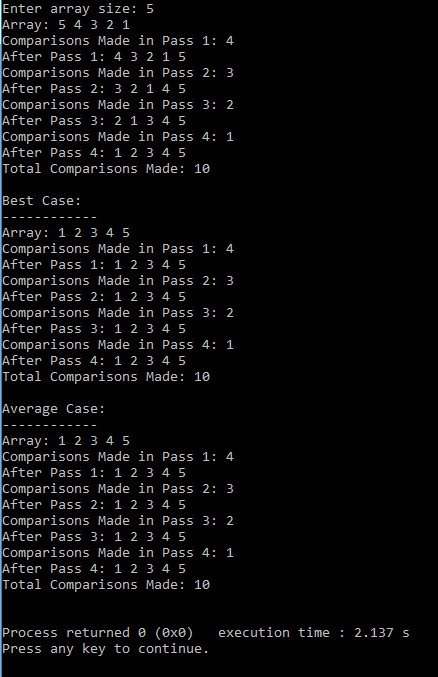 Enter array size: 5
Array: 5 4 3 2 1
Comparisons Made in Pass 1: 4
After Pass 1: 4 3 2 1 5
Comparisons Made in Pass 2: 3
After Pass 2: 3 2 1 4 5
Comparisons Made in Pass 3: 2
After Pass 3: 2 1 3 4 5
Comparisons Made in Pass 4: 1
After Pass 4: 1 2 3 4 5
Total Comparisons Made: 10

Best Case:
------------
Array: 1 2 3 4 5
Comparisons Made in Pass 1: 4
After Pass 1: 1 2 3 4 5
Comparisons Made in Pass 2: 3
After Pass 2: 1 2 3 4 5
Comparisons Made in Pass 3: 2
After Pass 3: 1 2 3 4 5
Comparisons Made in Pass 4: 1
After Pass 4: 1 2 3 4 5
Total Comparisons Made: 10

Average Case:
------------
Array: 1 2 3 4 5
Comparisons Made in Pass 1: 4
After Pass 1: 1 2 3 4 5
Comparisons Made in Pass 2: 3
After Pass 2: 1 2 3 4 5
Comparisons Made in Pass 3: 2
After Pass 3: 1 2 3 4 5
Comparisons Made in Pass 4: 1
After Pass 4: 1 2 3 4 5
Total Comparisons Made: 10

Process returned 0 (0x0)   execution time : 2.137 s
Press any key to continue.